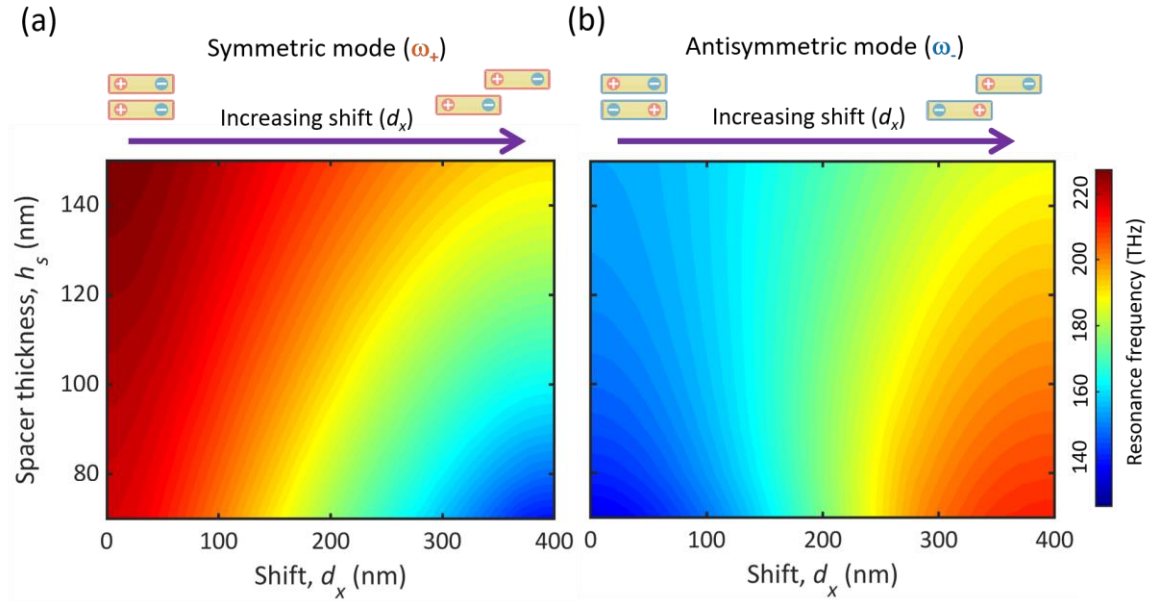 (a)
Symmetric mode (ω₊)
+ −
+ −
+ −
+ −
Increasing shift (dₓ)
140
120
100
80
Spacer thickness, hₛ (nm)
0 100 200 300 400
Shift, dₓ (nm)
(b)
Antisymmetric mode (ω₋)
+ −
− +
+ −
− +
Increasing shift (dₓ)
0 100 200 300 400
Shift, dₓ (nm)
220
200
180
160
140
Resonance frequency (THz)